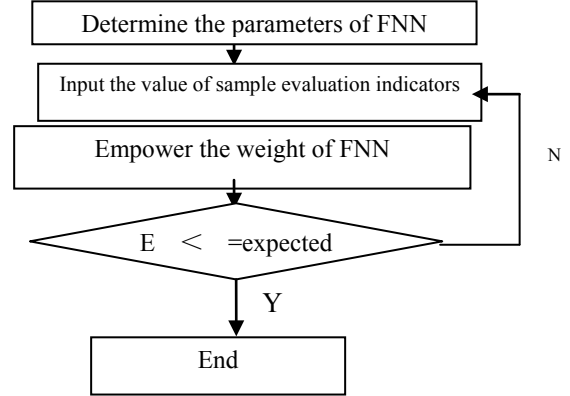 Determine the parameters of FNN
Input the value of sample evaluation indicators
Empower the weight of FNN
N
E < =expected
Y
End